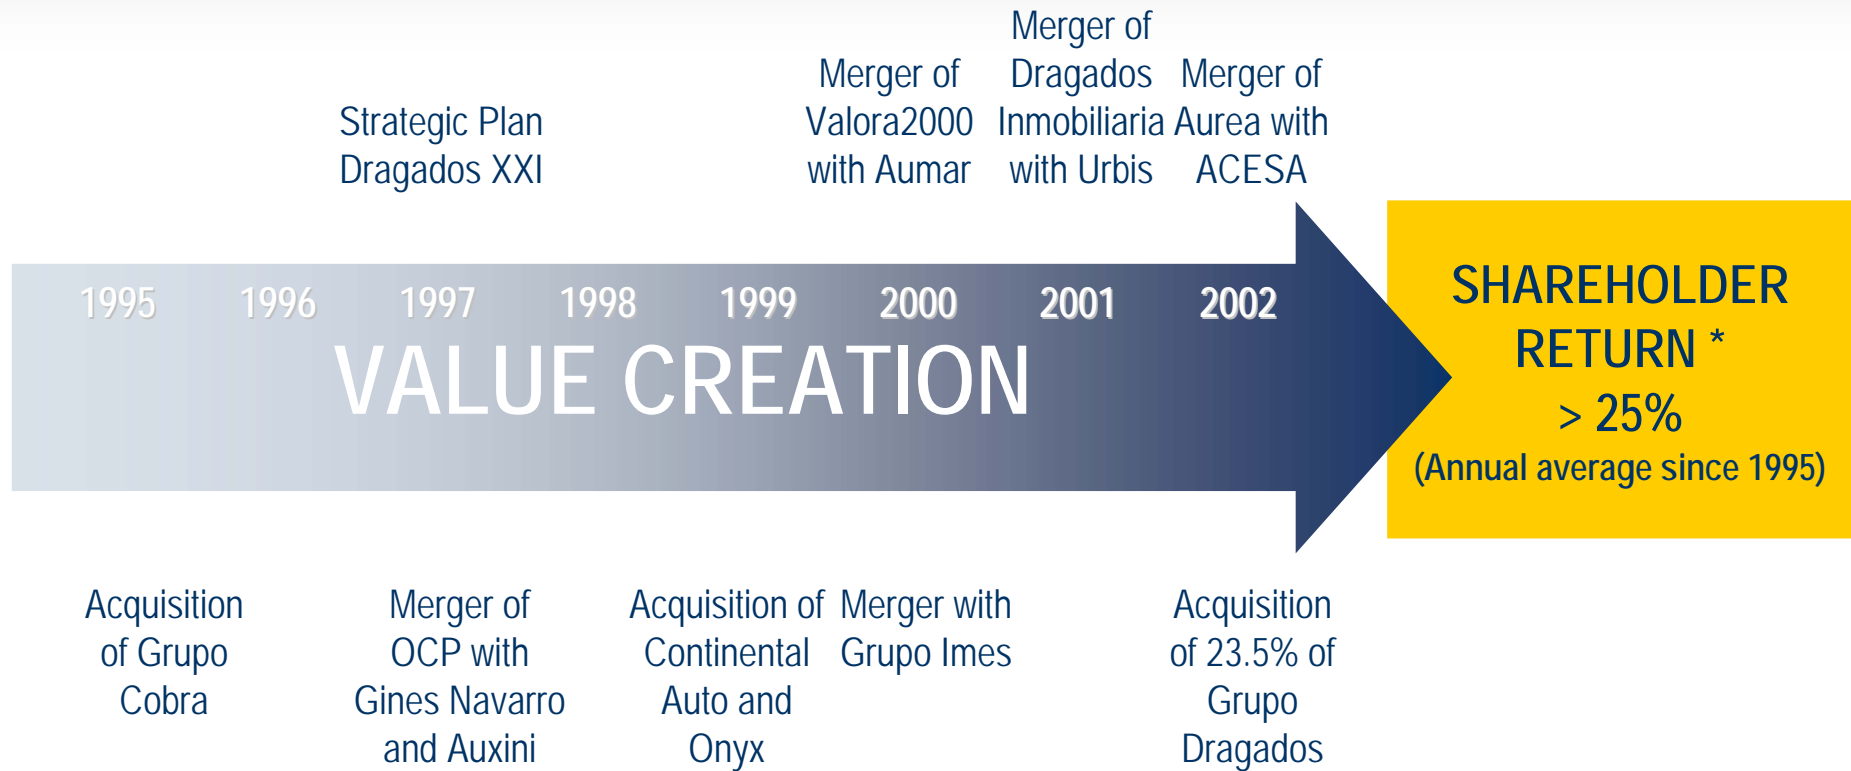 Strategic Plan
Dragados XXI
Merger of
Valora2000
with Aumar
Merger of
Dragados
Inmobiliaria
with Urbis
Merger of
Aurea with
ACESA
1995 1996 1997 1998 1999 2000 2001 2002
VALUE CREATION
SHAREHOLDER
RETURN *
> 25%
(Annual average since 1995)
Acquisition
of Grupo
Cobra
Merger of
OCP with
Gines Navarro
and Auxini
Acquisition of
Continental
Auto and
Onyx
Merger with
Grupo Imes
Acquisition
of 23.5% of
Grupo
Dragados